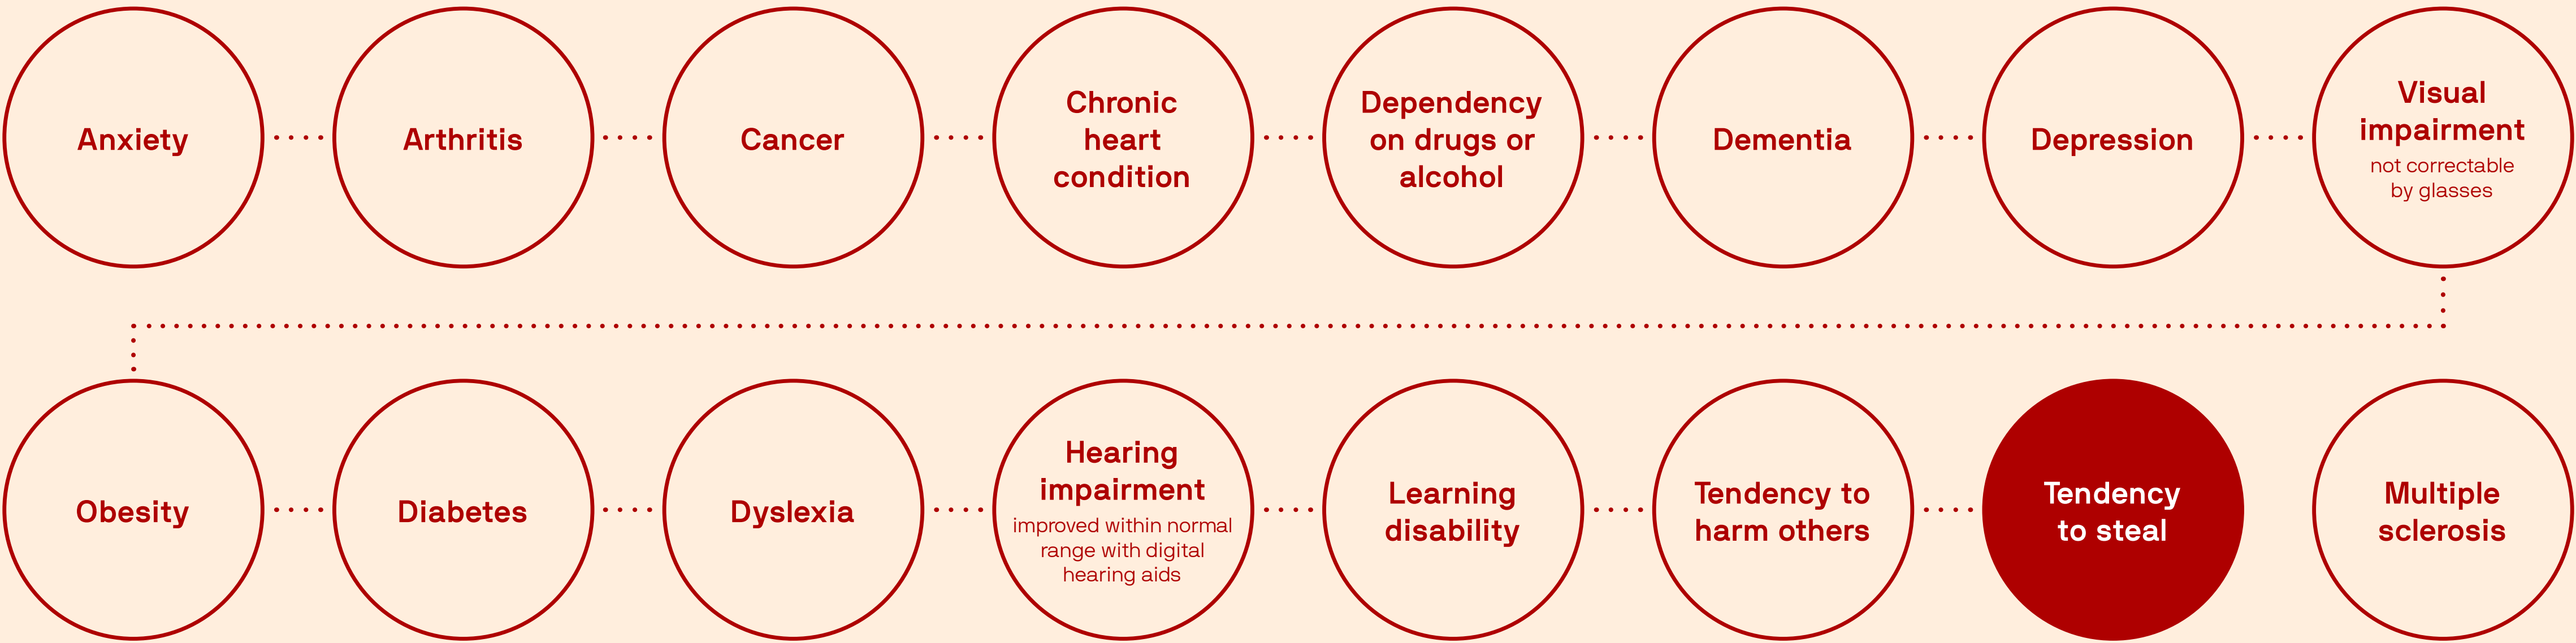 Anxiety
Arthritis
Cancer
Chronic
heart
condition
Dependency
on drugs or
alcohol
Dementia
Depression
Visual
impairment
not correctable
by glasses
Obesity
Diabetes
Dyslexia
Hearing
impairment
improved within normal
range with digital
hearing aids
Learning
disability
Tendency to
harm others
Tendency
to steal
Multiple
sclerosis